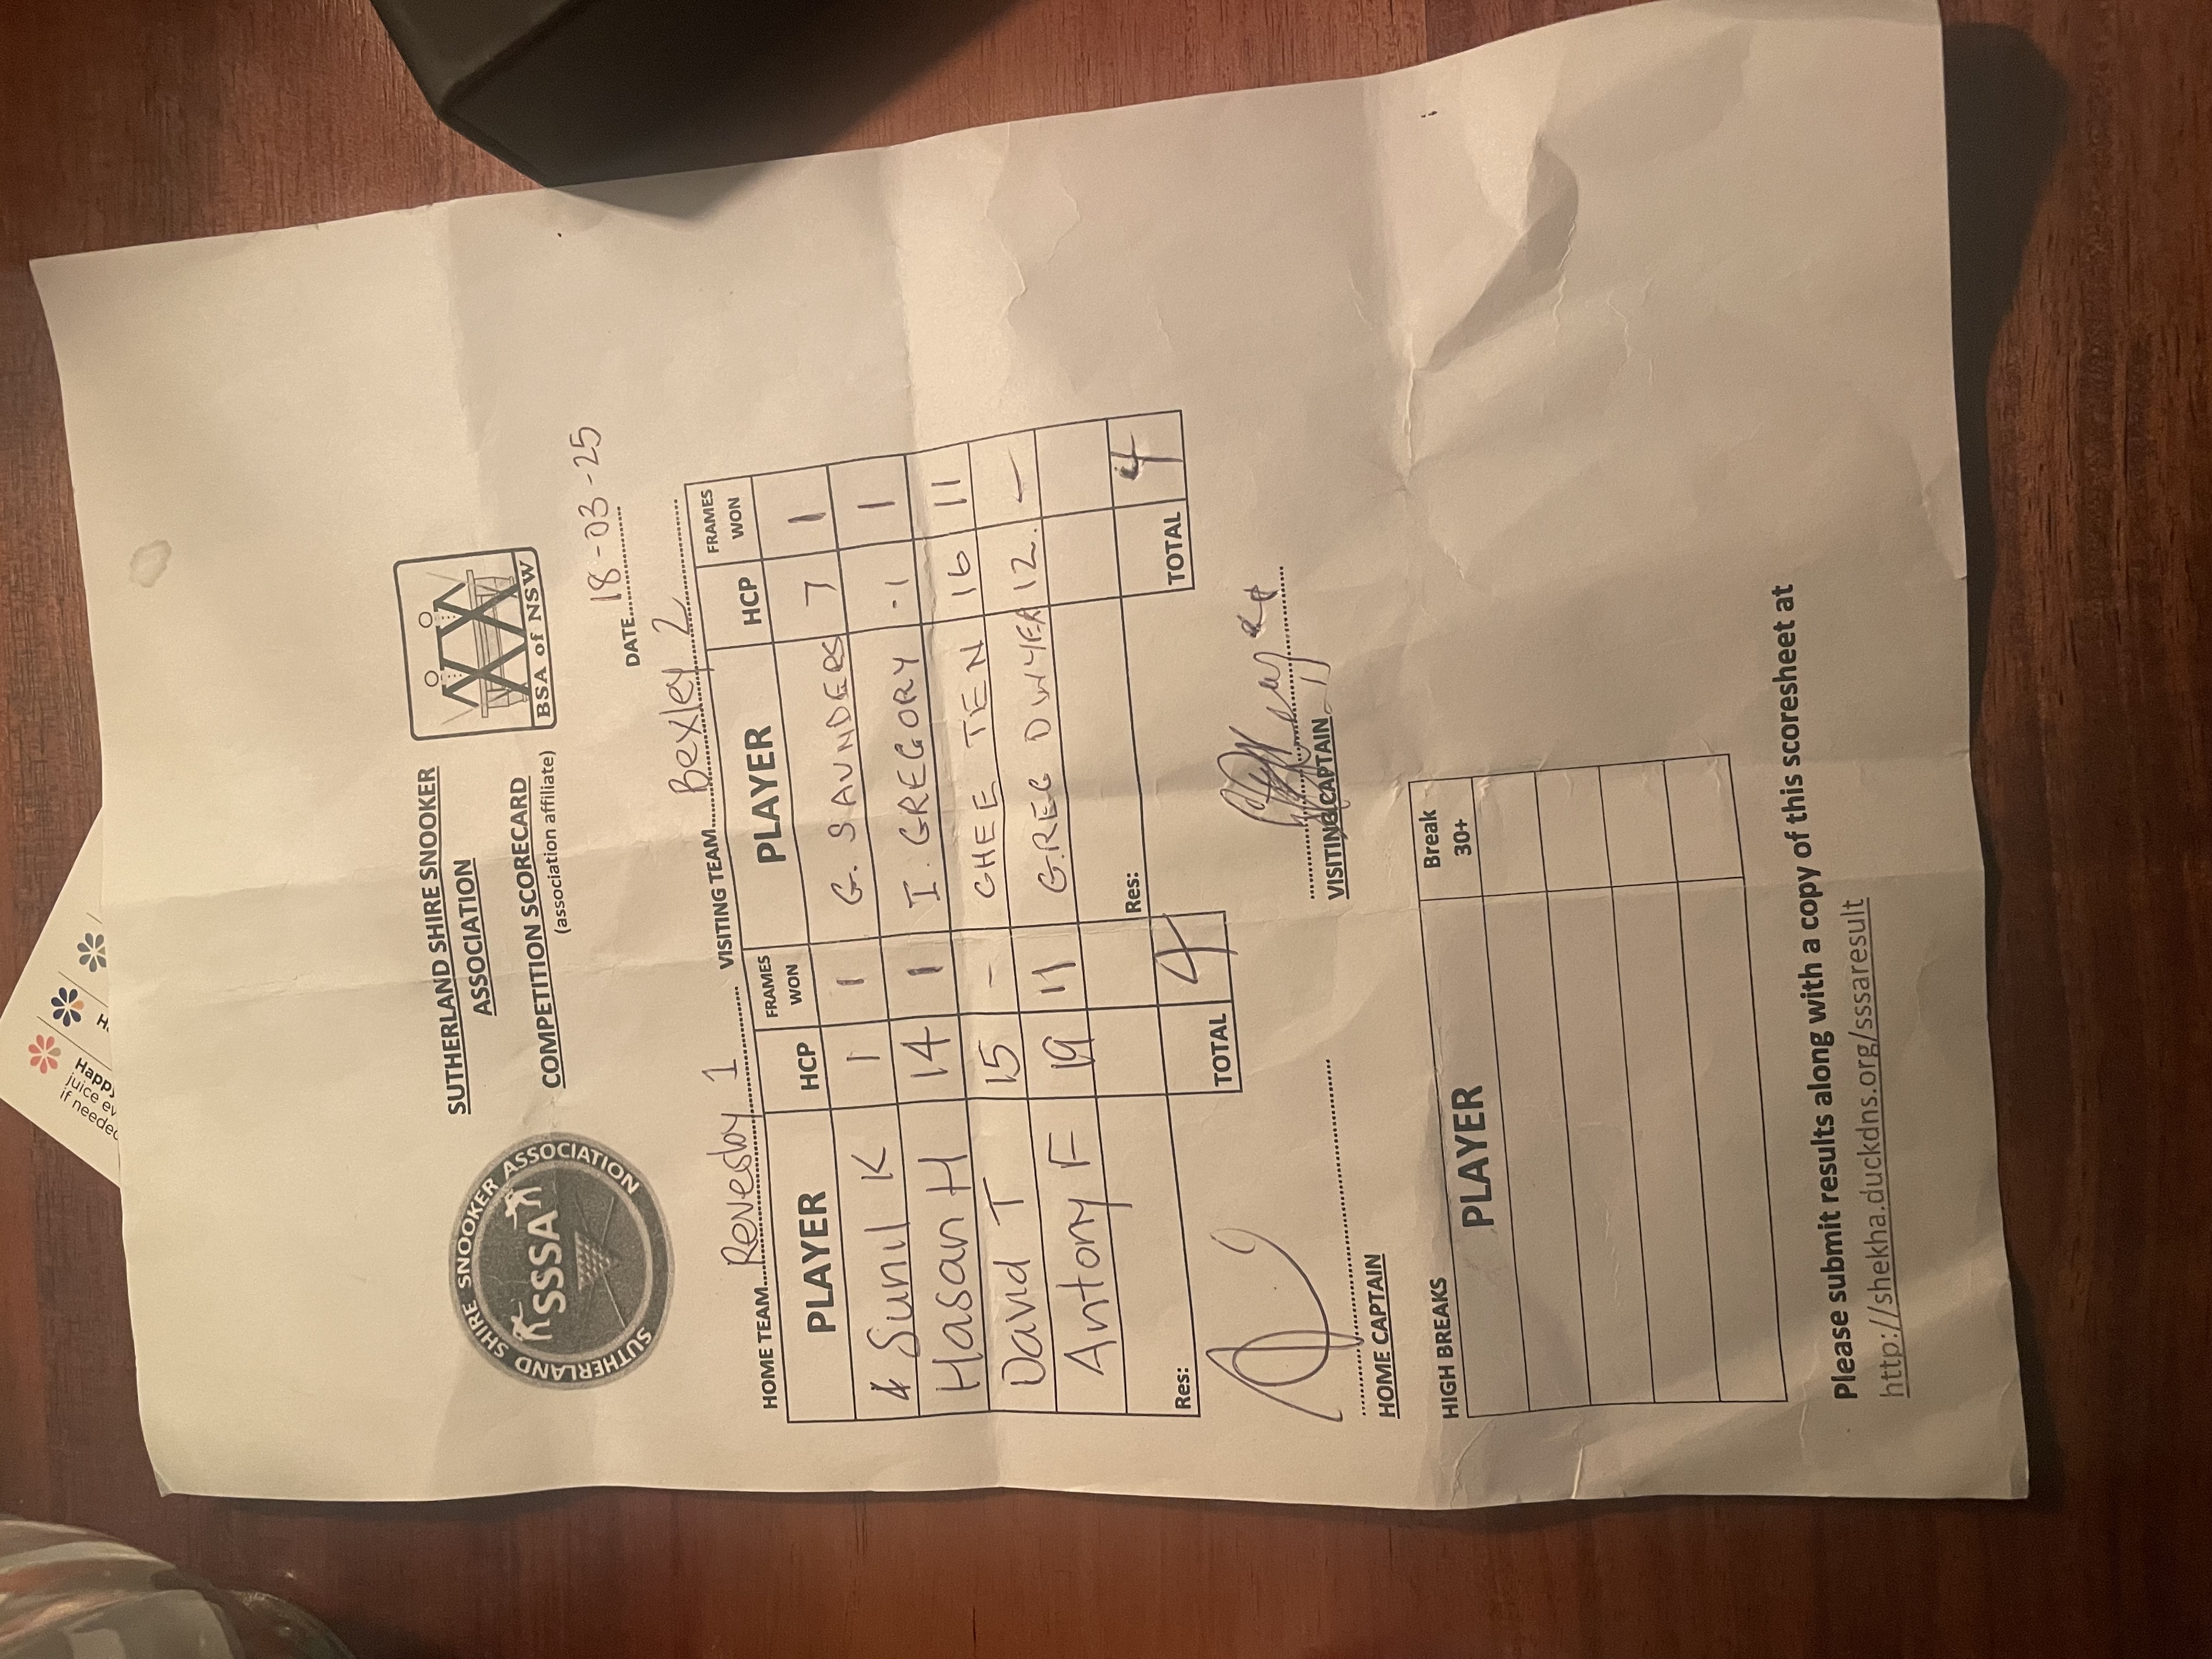 SUTHERLAND SHIRE SNOOKER ASSOCIATION
SSSA
SUTHERLAND SHIRE SNOOKER
ASSOCIATION
COMPETITION SCORECARD
(association affiliate)
BSA of NSW
DATE 18-03-25
HOME TEAM Revesby 1 VISITING TEAM Bexley 2
PLAYER HCP FRAMES WON PLAYER HCP FRAMES WON
Sunil K 1 1 G. SAUNDERS 7 1
Hasan H 14 1 I. GREGORY -1 1
David T 15 - CHEE TEN 16 11
Antony F 19 11 GREG DWYER 12. -
Res: Res:
TOTAL 4 TOTAL 4
HOME CAPTAIN VISITING CAPTAIN
HIGH BREAKS
PLAYER Break 30+
Please submit results along with a copy of this scoresheet at
http://shekha.duckdns.org/sssaresult
Happy
juice
if needed